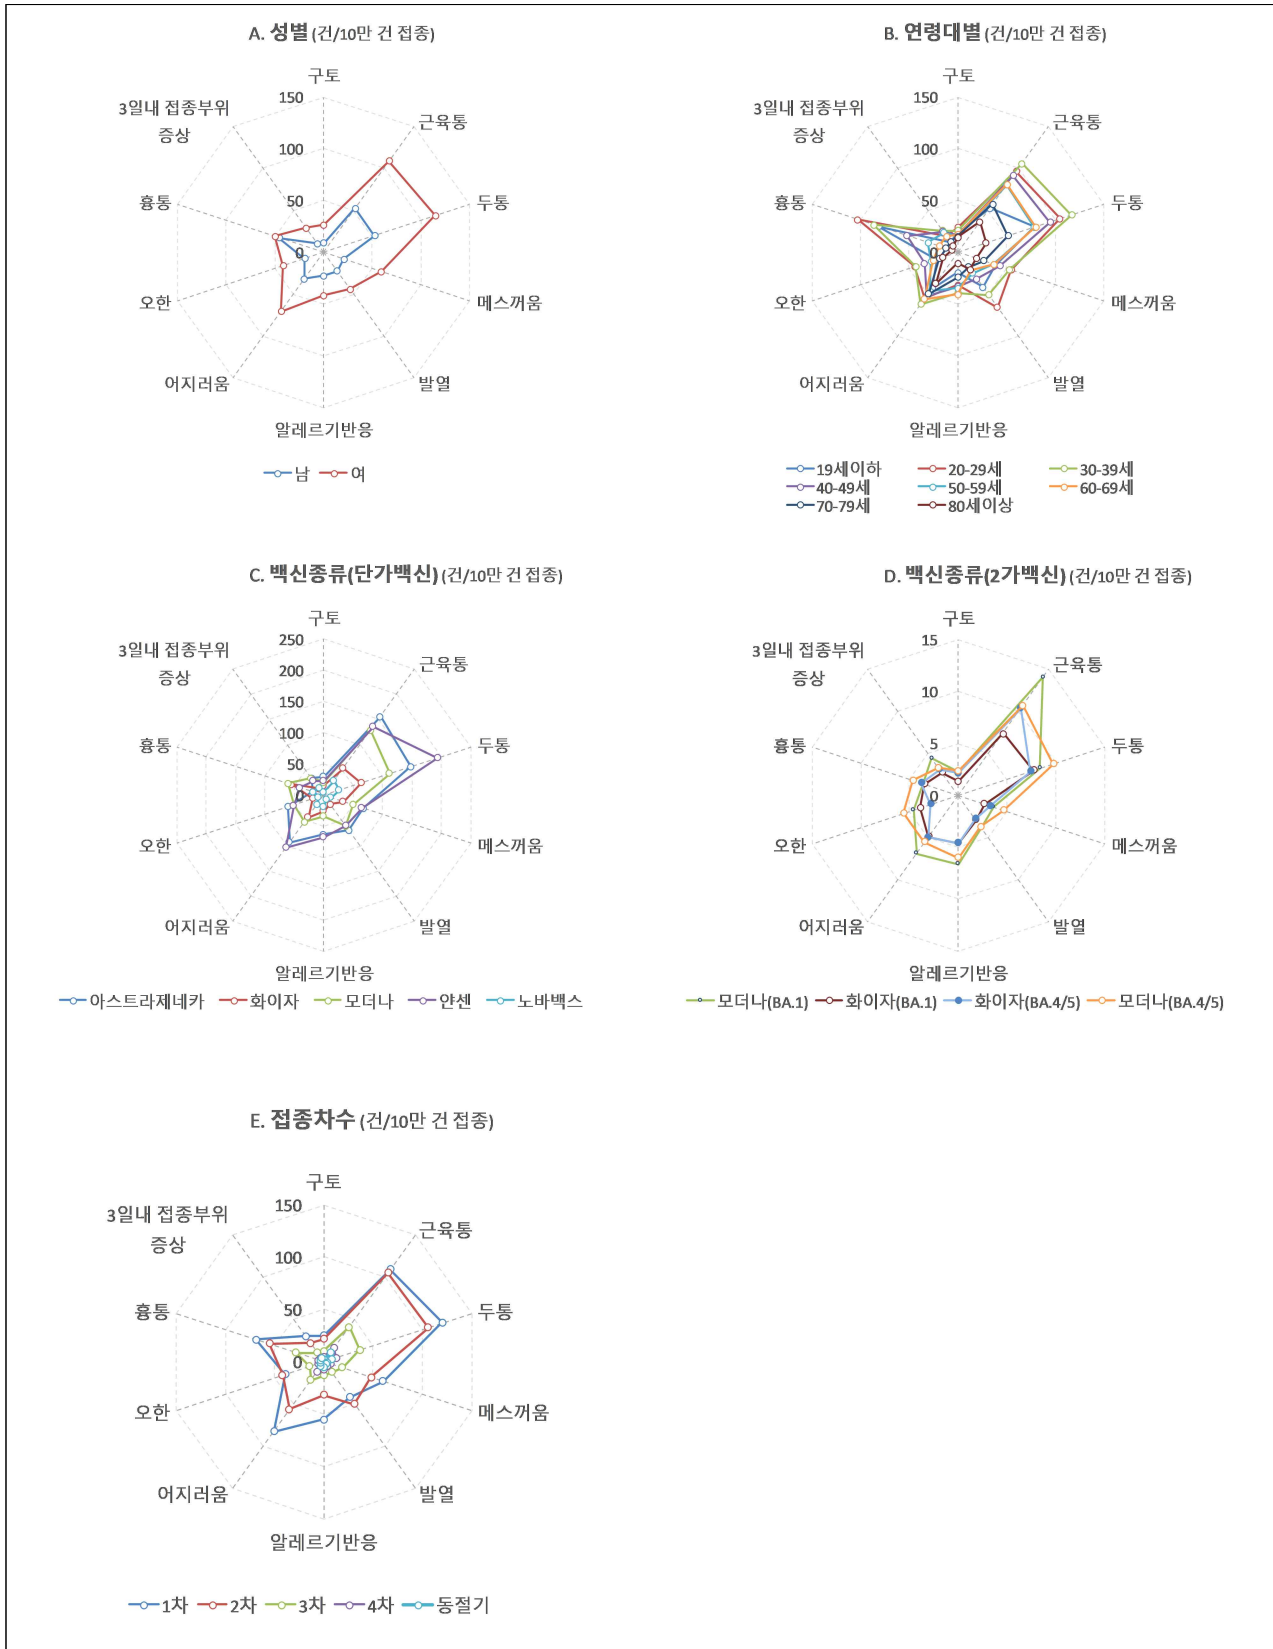 A. 성별 (건/10만 건 접종)
구토
150
3일내 접종부위
증상
근육통
100
흉통
50
두통
0
오한
메스꺼움
어지러움
발열
알레르기반응
남 여
B. 연령대별 (건/10만 건 접종)
구토
150
3일내 접종부위
증상
근육통
100
흉통
50
두통
0
오한
메스꺼움
어지러움
발열
알레르기반응
19세이하 20-29세 30-39세
40-49세 50-59세 60-69세
70-79세 80세이상
C. 백신종류(단가백신) (건/10만 건 접종)
구토
250
3일내 접종부위
증상
근육통
200
150
흉통
100
두통
50
0
오한
메스꺼움
어지러움
발열
알레르기반응
아스트라제네카 화이자 모더나 얀센 노바백스
D. 백신종류(2가백신) (건/10만 건 접종)
구토
15
3일내 접종부위
증상
근육통
10
흉통
5
두통
0
오한
메스꺼움
어지러움
발열
알레르기반응
모더나(BA.1) 화이자(BA.1) 화이자(BA.4/5) 모더나(BA.4/5)
E. 접종차수 (건/10만 건 접종)
구토
150
3일내 접종부위
증상
근육통
100
흉통
50
두통
0
오한
메스꺼움
어지러움
발열
알레르기반응
1차 2차 3차 4차 동절기